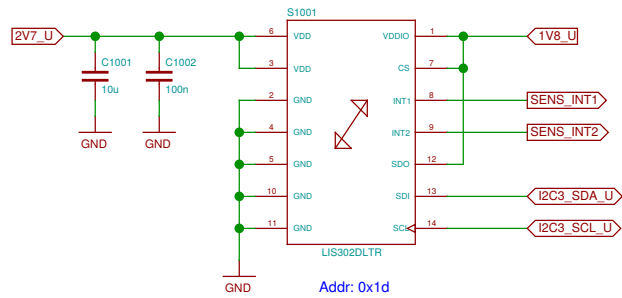 S1001
2V7_U
6 VDD VDDIO 1 1V8_U
C1001 C1002
3 VDD CS 7
10u 100n
2 GND INT1 8 SENS_INT1
4 GND INT2 9 SENS_INT2
GND GND
5 GND SDO 12
10 GND SDI 13 I2C3_SDA_U
11 GND SCL 14 I2C3_SCL_U
LIS302DLTR
GND Addr: 0x1d